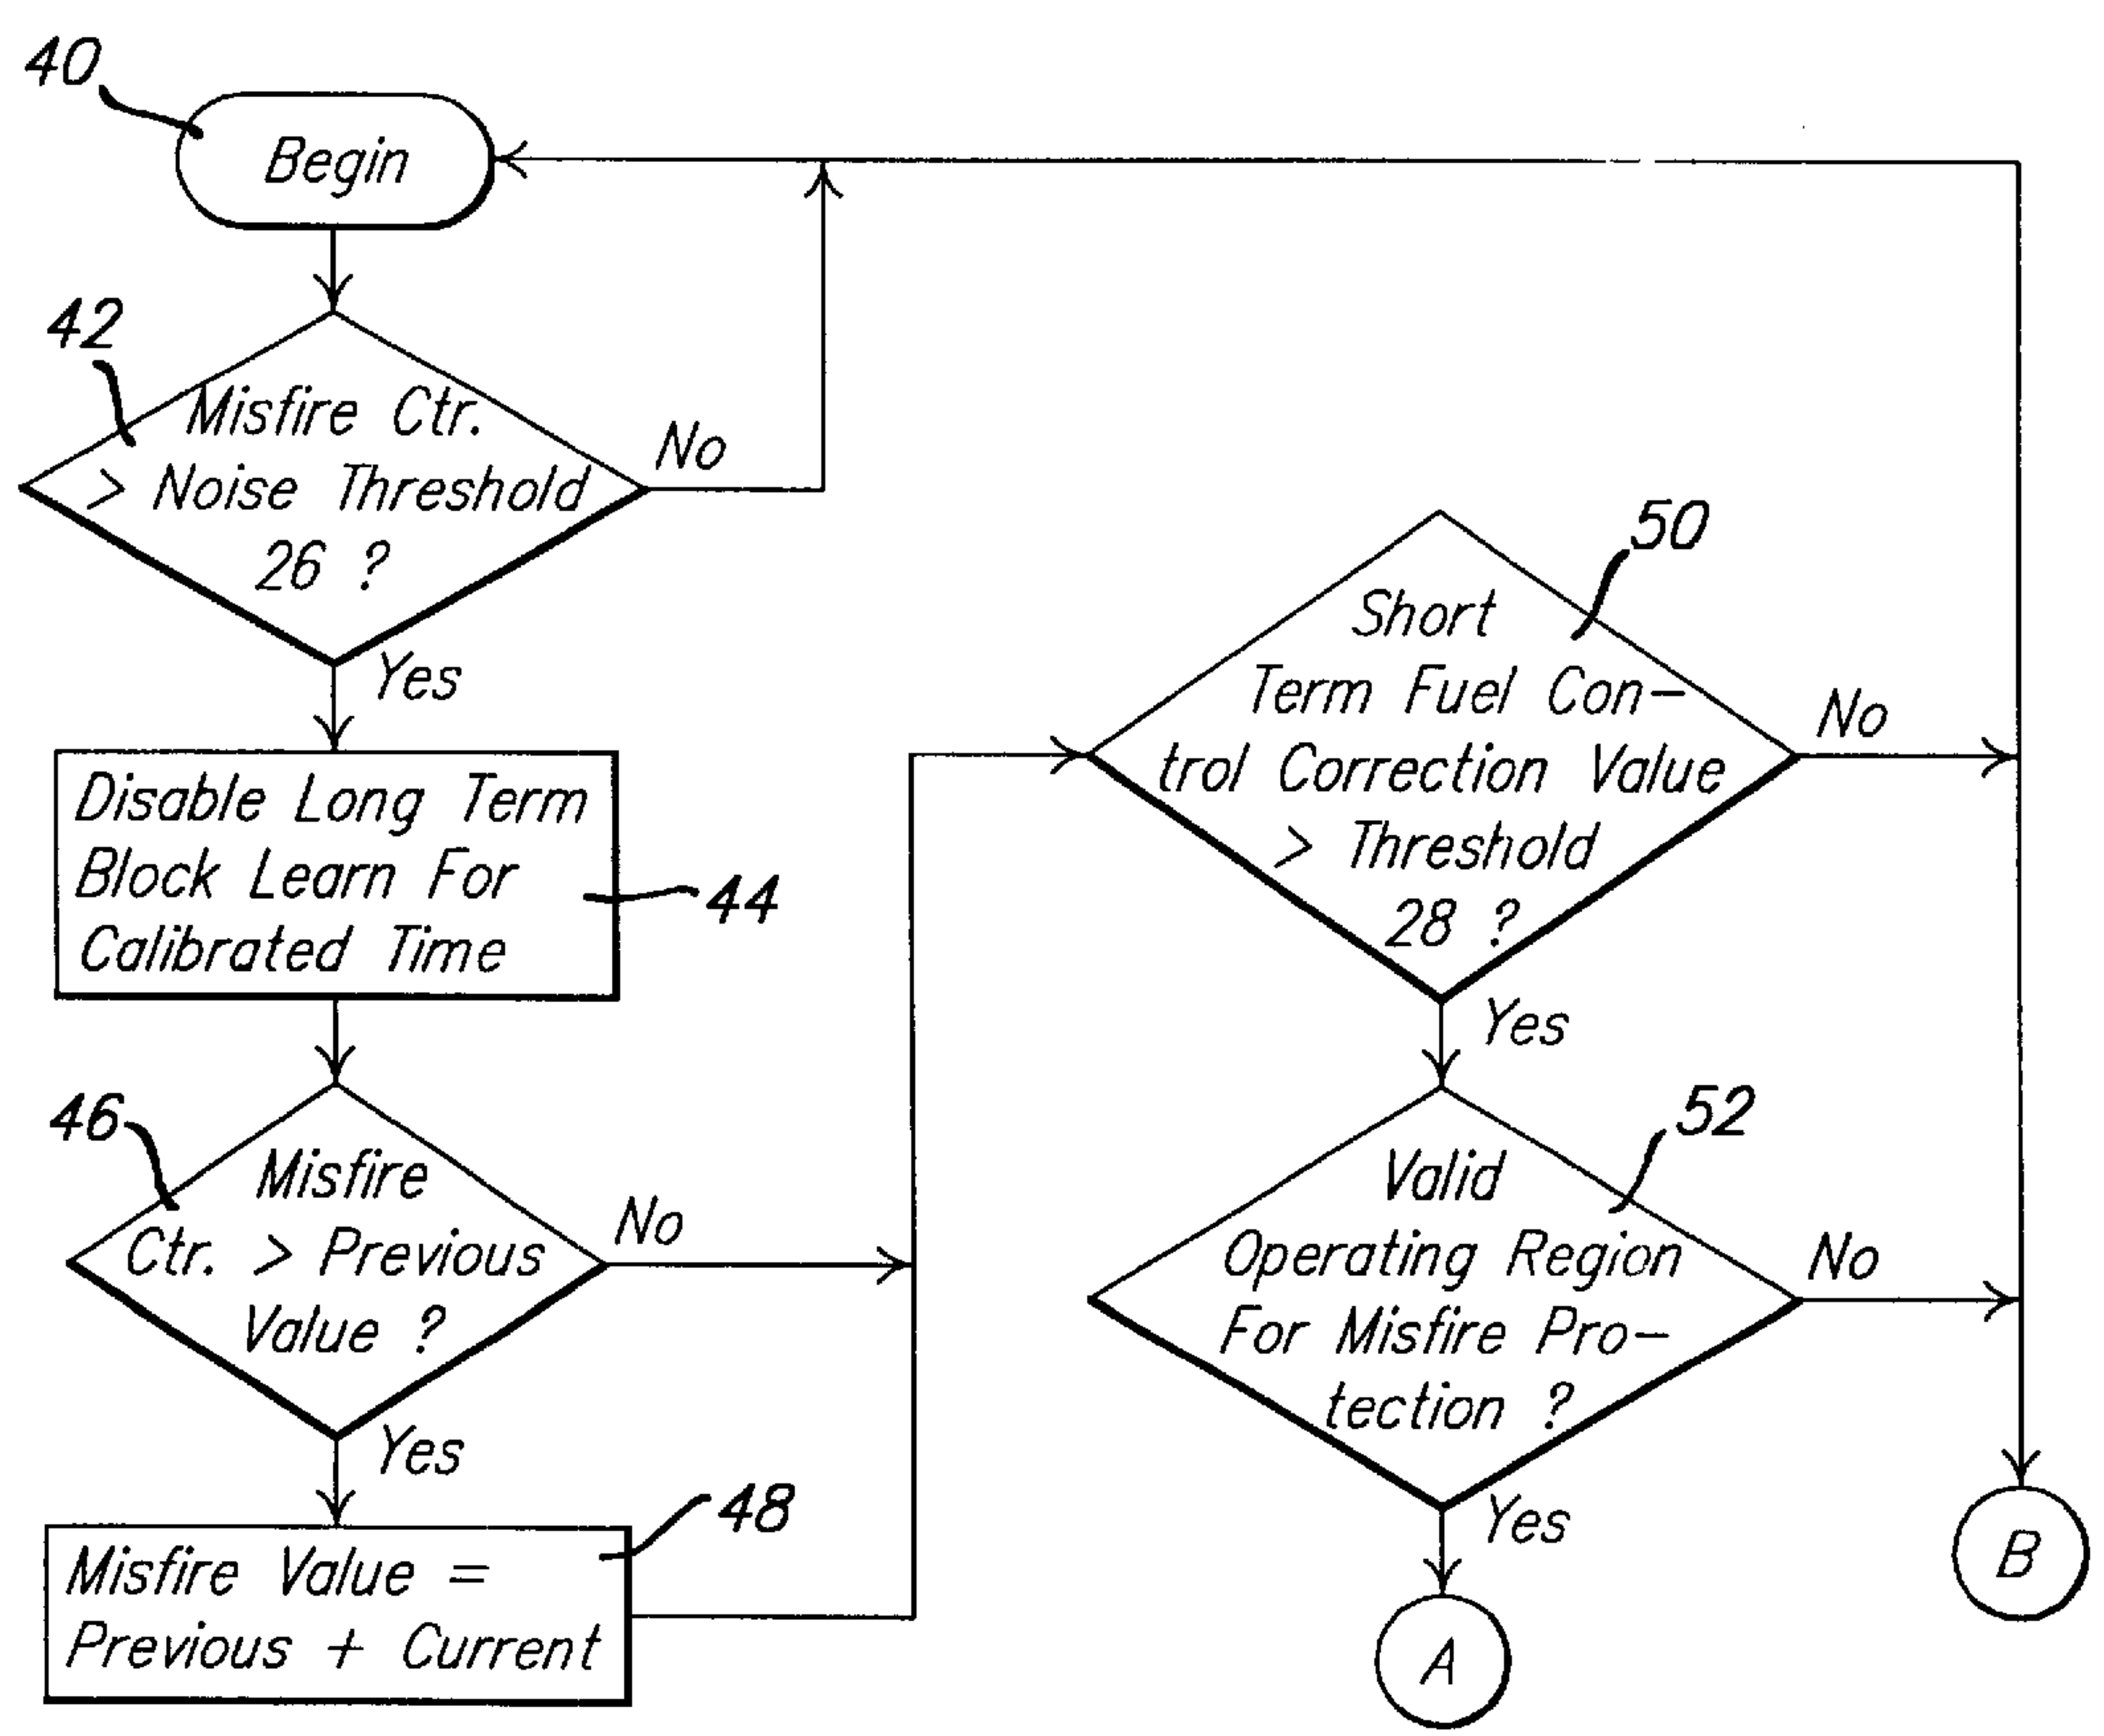 40
Begin
42
Misfire Ctr.
> Noise Threshold
26 ?
No
Yes
Disable Long Term
Block Learn For
Calibrated Time
44
46
Misfire
Ctr. > Previous
Value ?
No
Yes
48
Misfire Value =
Previous + Current
50
Short
Term Fuel Con-
trol Correction Value
> Threshold
28 ?
No
Yes
52
Valid
Operating Region
For Misfire Pro-
tection ?
No
Yes
A
B